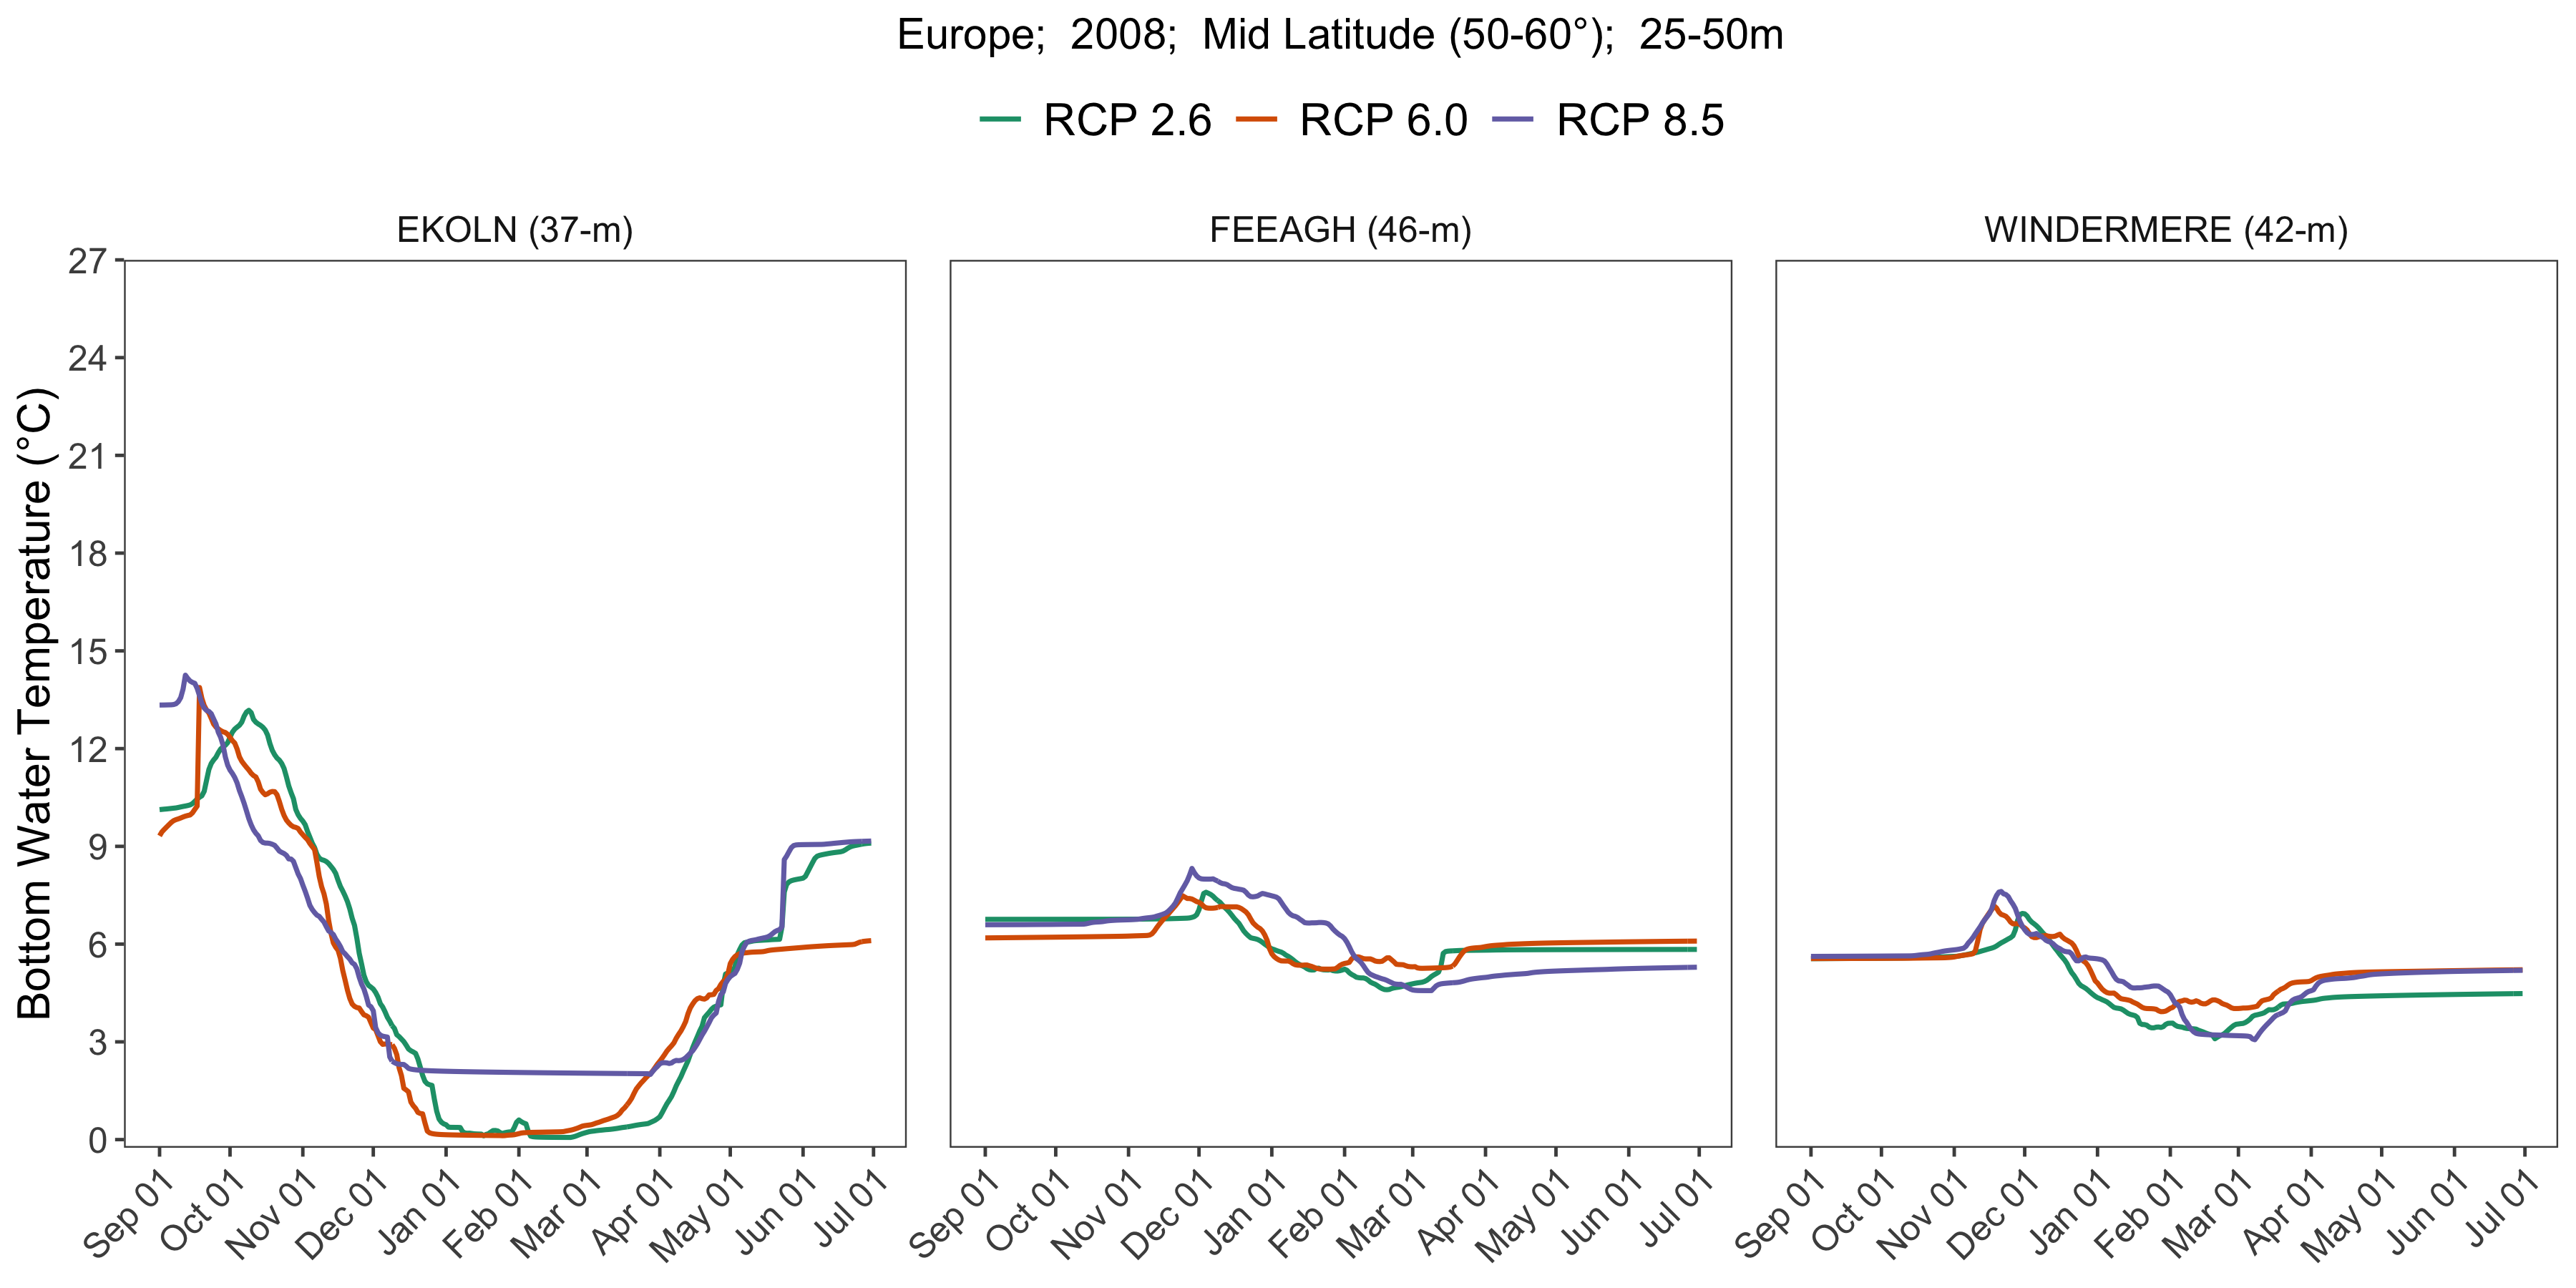 Europe;  2008;  Mid Latitude (50-60°);  25-50m
RCP 2.6 RCP 6.0 RCP 8.5
EKOLN (37-m) FEEAGH (46-m) WINDERMERE (42-m)
Bottom Water Temperature (°C)
27
24
21
18
15
12
9
6
3
0
Sep 01 Oct 01 Nov 01 Dec 01 Jan 01 Feb 01 Mar 01 Apr 01 May 01 Jun 01 Jul 01
Sep 01 Oct 01 Nov 01 Dec 01 Jan 01 Feb 01 Mar 01 Apr 01 May 01 Jun 01 Jul 01
Sep 01 Oct 01 Nov 01 Dec 01 Jan 01 Feb 01 Mar 01 Apr 01 May 01 Jun 01 Jul 01